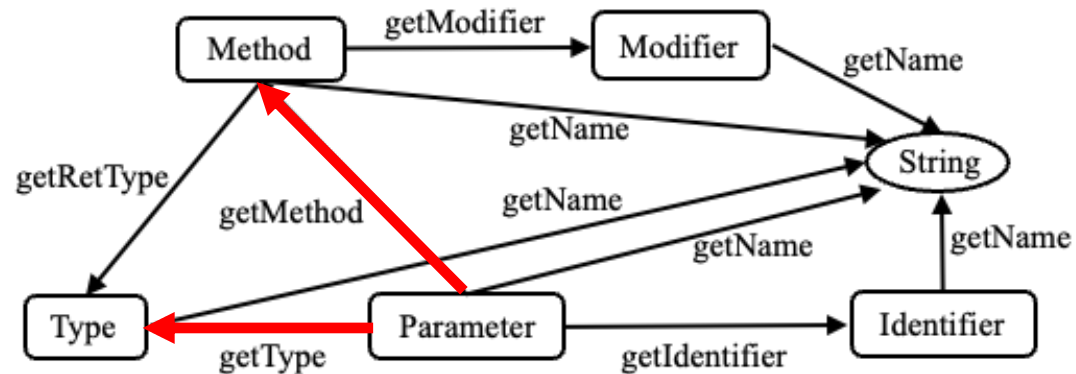 getModifier
Method
Modifier
getName
getName
String
getRetType
getName
getMethod
getName
getName
Type
Parameter
Identifier
getType
getIdentifier